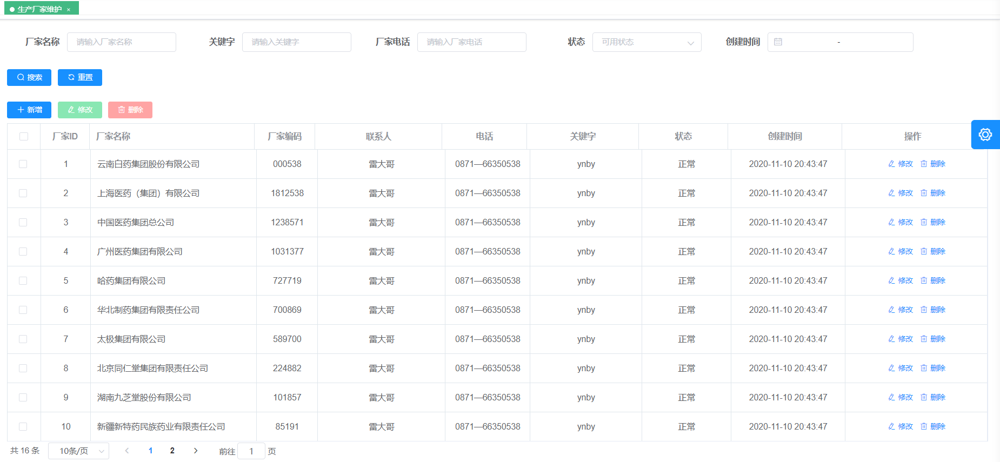 生产厂家维护 ×
厂家名称 请输入厂家名称 关键字 请输入关键字 厂家电话 请输入厂家电话 状态 可用状态 创建时间 -
搜索 重置
新增 修改 删除
厂家ID 厂家名称 厂家编码 联系人 电话 关键字 状态 创建时间 操作
1 云南白药集团股份有限公司 000538 雷大哥 0871—66350538 ynby 正常 2020-11-10 20:43:47 修改 删除
2 上海医药（集团）有限公司 1812538 雷大哥 0871—66350538 ynby 正常 2020-11-10 20:43:47 修改 删除
3 中国医药集团总公司 1238571 雷大哥 0871—66350538 ynby 正常 2020-11-10 20:43:47 修改 删除
4 广州医药集团有限公司 1031377 雷大哥 0871—66350538 ynby 正常 2020-11-10 20:43:47 修改 删除
5 哈药集团有限公司 727719 雷大哥 0871—66350538 ynby 正常 2020-11-10 20:43:47 修改 删除
6 华北制药集团有限责任公司 700869 雷大哥 0871—66350538 ynby 正常 2020-11-10 20:43:47 修改 删除
7 太极集团有限公司 589700 雷大哥 0871—66350538 ynby 正常 2020-11-10 20:43:47 修改 删除
8 北京同仁堂集团有限责任公司 224882 雷大哥 0871—66350538 ynby 正常 2020-11-10 20:43:47 修改 删除
9 湖南九芝堂股份有限公司 101857 雷大哥 0871—66350538 ynby 正常 2020-11-10 20:43:47 修改 删除
10 新疆新特药民族药业有限责任公司 85191 雷大哥 0871—66350538 ynby 正常 2020-11-10 20:43:47 修改 删除
共 16 条 10条/页 1 2 前往 1 页